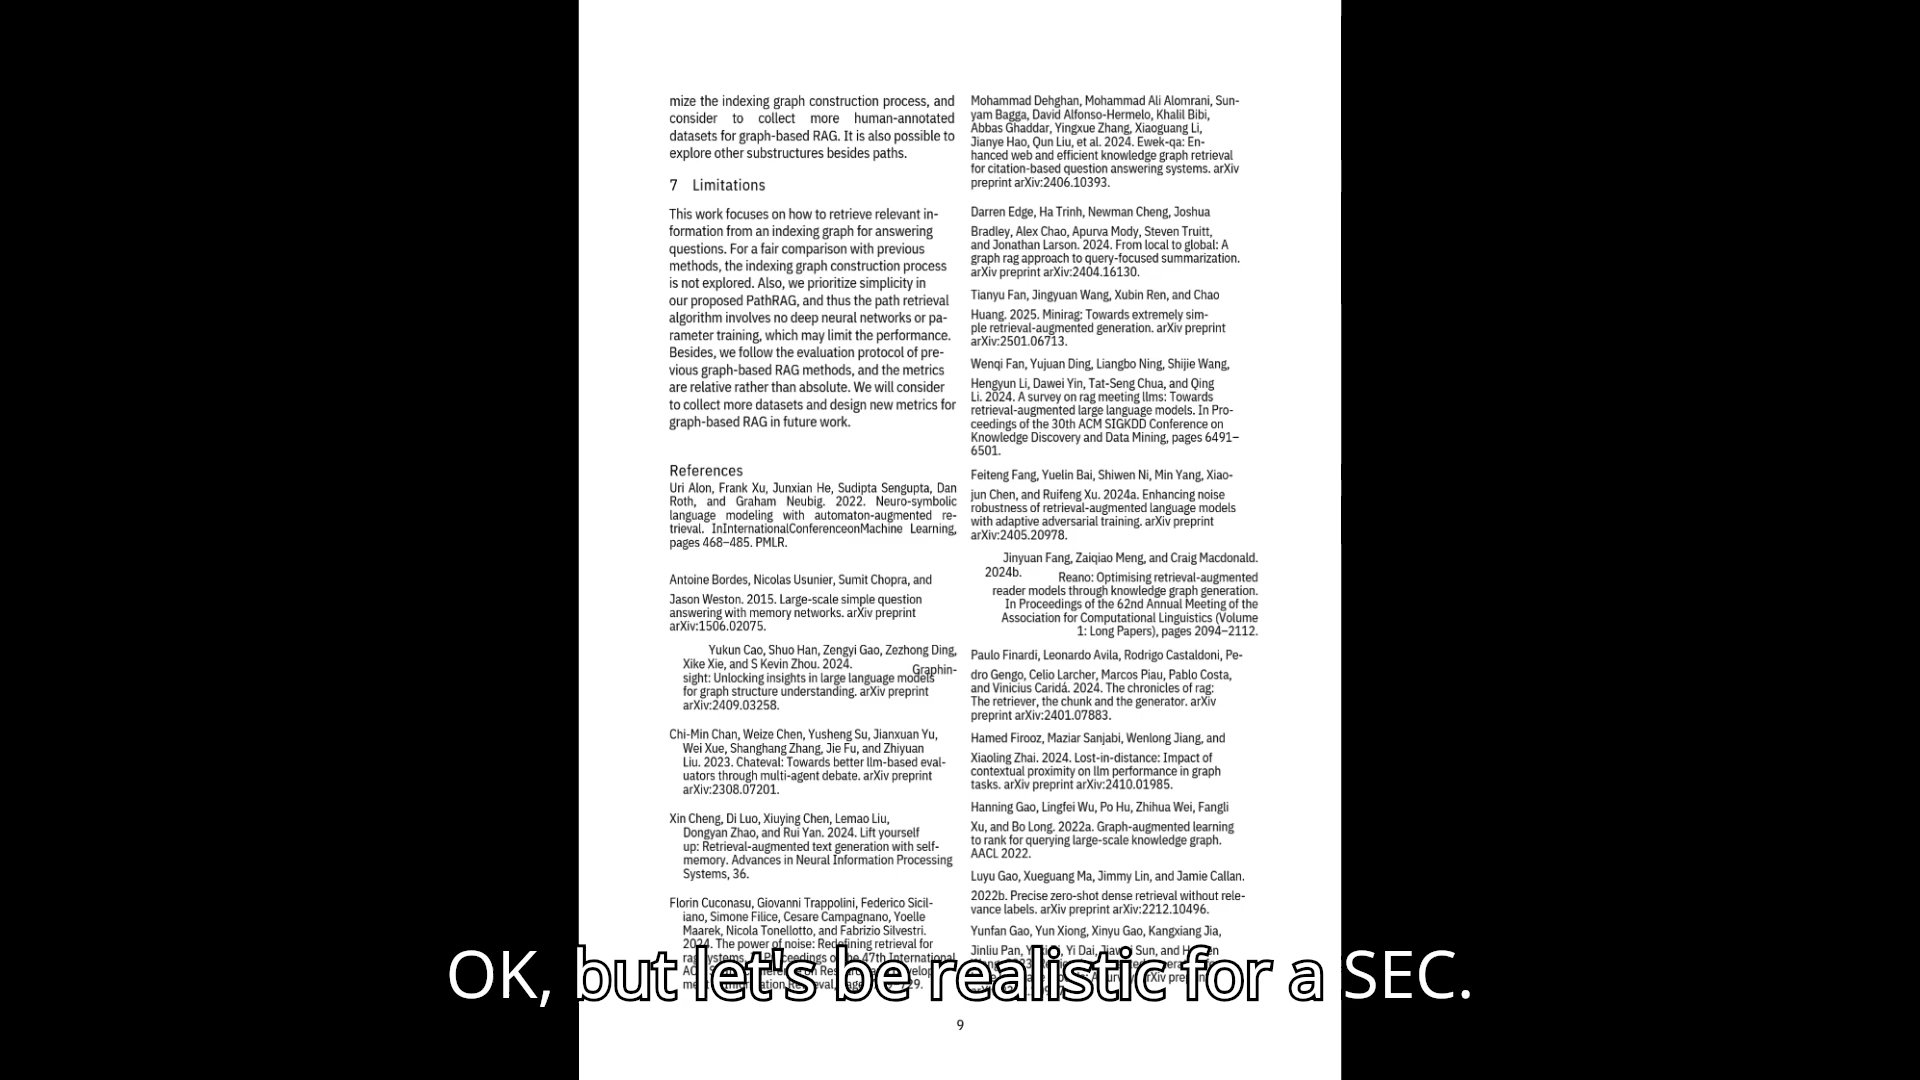 mize the indexing graph construction process, and
consider to collect more human-annotated
datasets for graph-based RAG. It is also possible to
explore other substructures besides paths.
7 Limitations
This work focuses on how to retrieve relevant in-
formation from an indexing graph for answering
questions. For a fair comparison with previous
methods, the indexing graph construction process
is not explored. Also, we prioritize simplicity in
our proposed PathRAG, and thus the path retrieval
algorithm involves no deep neural networks or pa-
rameter training, which may limit the performance.
Besides, we follow the evaluation protocol of pre-
vious graph-based RAG methods, and the metrics
are relative rather than absolute. We will consider
to collect more datasets and design new metrics for
graph-based RAG in future work.
References
Uri Alon, Frank Xu, Junxian He, Sudipta Sengupta, Dan
Roth, and Graham Neubig. 2022. Neuro-symbolic
language modeling with automaton-augmented re-
trieval. InInternationalConferenceonMachine Learning,
pages 468–485. PMLR.
Antoine Bordes, Nicolas Usunier, Sumit Chopra, and
Jason Weston. 2015. Large-scale simple question
answering with memory networks. arXiv preprint
arXiv:1506.02075.
Yukun Cao, Shuo Han, Zengyi Gao, Zezhong Ding,
Xike Xie, and S Kevin Zhou. 2024.
Graphin-
sight: Unlocking insights in large language models
for graph structure understanding. arXiv preprint
arXiv:2409.03258.
Chi-Min Chan, Weize Chen, Yusheng Su, Jianxuan Yu,
Wei Xue, Shanghang Zhang, Jie Fu, and Zhiyuan
Liu. 2023. Chateval: Towards better llm-based eval-
uators through multi-agent debate. arXiv preprint
arXiv:2308.07201.
Xin Cheng, Di Luo, Xiuying Chen, Lemao Liu,
Dongyan Zhao, and Rui Yan. 2024. Lift yourself
up: Retrieval-augmented text generation with self-
memory. Advances in Neural Information Processing
Systems, 36.
Florin Cuconasu, Giovanni Trappolini, Federico Sicil-
iano, Simone Filice, Cesare Campagnano, Yoelle
Maarek, Nicola Tonellotto, and Fabrizio Silvestri.
2024. The power of noise: Redefining retrieval for
systems. 47th International
Mohammad Dehghan, Mohammad Ali Alomrani, Sun-
yam Bagga, David Alfonso-Hermelo, Khalil Bibi,
Abbas Ghaddar, Yingxue Zhang, Xiaoguang Li,
Jianye Hao, Qun Liu, et al. 2024. Ewek-qa: En-
hanced web and efficient knowledge graph retrieval
for citation-based question answering systems. arXiv
preprint arXiv:2406.10393.
Darren Edge, Ha Trinh, Newman Cheng, Joshua
Bradley, Alex Chao, Apurva Mody, Steven Truitt,
and Jonathan Larson. 2024. From local to global: A
graph rag approach to query-focused summarization.
arXiv preprint arXiv:2404.16130.
Tianyu Fan, Jingyuan Wang, Xubin Ren, and Chao
Huang. 2025. Minirag: Towards extremely sim-
ple retrieval-augmented generation. arXiv preprint
arXiv:2501.06713.
Wenqi Fan, Yujuan Ding, Liangbo Ning, Shijie Wang,
Hengyun Li, Dawei Yin, Tat-Seng Chua, and Qing
Li. 2024. A survey on rag meeting llms: Towards
retrieval-augmented large language models. In Pro-
ceedings of the 30th ACM SIGKDD Conference on
Knowledge Discovery and Data Mining, pages 6491–
6501.
Feiteng Fang, Yuelin Bai, Shiwen Ni, Min Yang, Xiao-
jun Chen, and Ruifeng Xu. 2024a. Enhancing noise
robustness of retrieval-augmented language models
with adaptive adversarial training. arXiv preprint
arXiv:2405.20978.
Jinyuan Fang, Zaiqiao Meng, and Craig Macdonald.
2024b.
Reano: Optimising retrieval-augmented
reader models through knowledge graph generation.
In Proceedings of the 62nd Annual Meeting of the
Association for Computational Linguistics (Volume
1: Long Papers), pages 2094–2112.
Paulo Finardi, Leonardo Avila, Rodrigo Castaldoni, Pe-
dro Gengo, Celio Larcher, Marcos Piau, Pablo Costa,
and Vinicius Caridá. 2024. The chronicles of rag:
The retriever, the chunk and the generator. arXiv
preprint arXiv:2401.07883.
Hamed Firooz, Maziar Sanjabi, Wenlong Jiang, and
Xiaoling Zhai. 2024. Lost-in-distance: Impact of
contextual proximity on llm performance in graph
tasks. arXiv preprint arXiv:2410.01985.
Hanning Gao, Lingfei Wu, Po Hu, Zhihua Wei, Fangli
Xu, and Bo Long. 2022a. Graph-augmented learning
to rank for querying large-scale knowledge graph.
AACL 2022.
Luyu Gao, Xueguang Ma, Jimmy Lin, and Jamie Callan.
2022b. Precise zero-shot dense retrieval without rele-
vance labels. arXiv preprint arXiv:2212.10496.
Yunfan Gao, Yun Xiong, Xinyu Gao, Kangxiang Jia,
Jinliu Pan, Yi Dai, Sun, and
OK, but let's be realistic for a SEC.
9